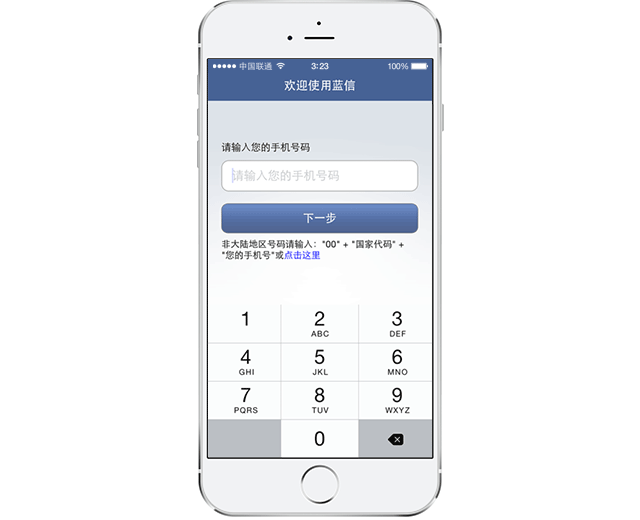 中国联通 3:23 100%
欢迎使用蓝信
请输入您的手机号码
请输入您的手机号码
下一步
非大陆地区号码请输入："00" + "国家代码" +
"您的手机号"或点击这里
1 2 3
ABC DEF
4 5 6
GHI JKL MNO
7 8 9
PQRS TUV WXYZ
0